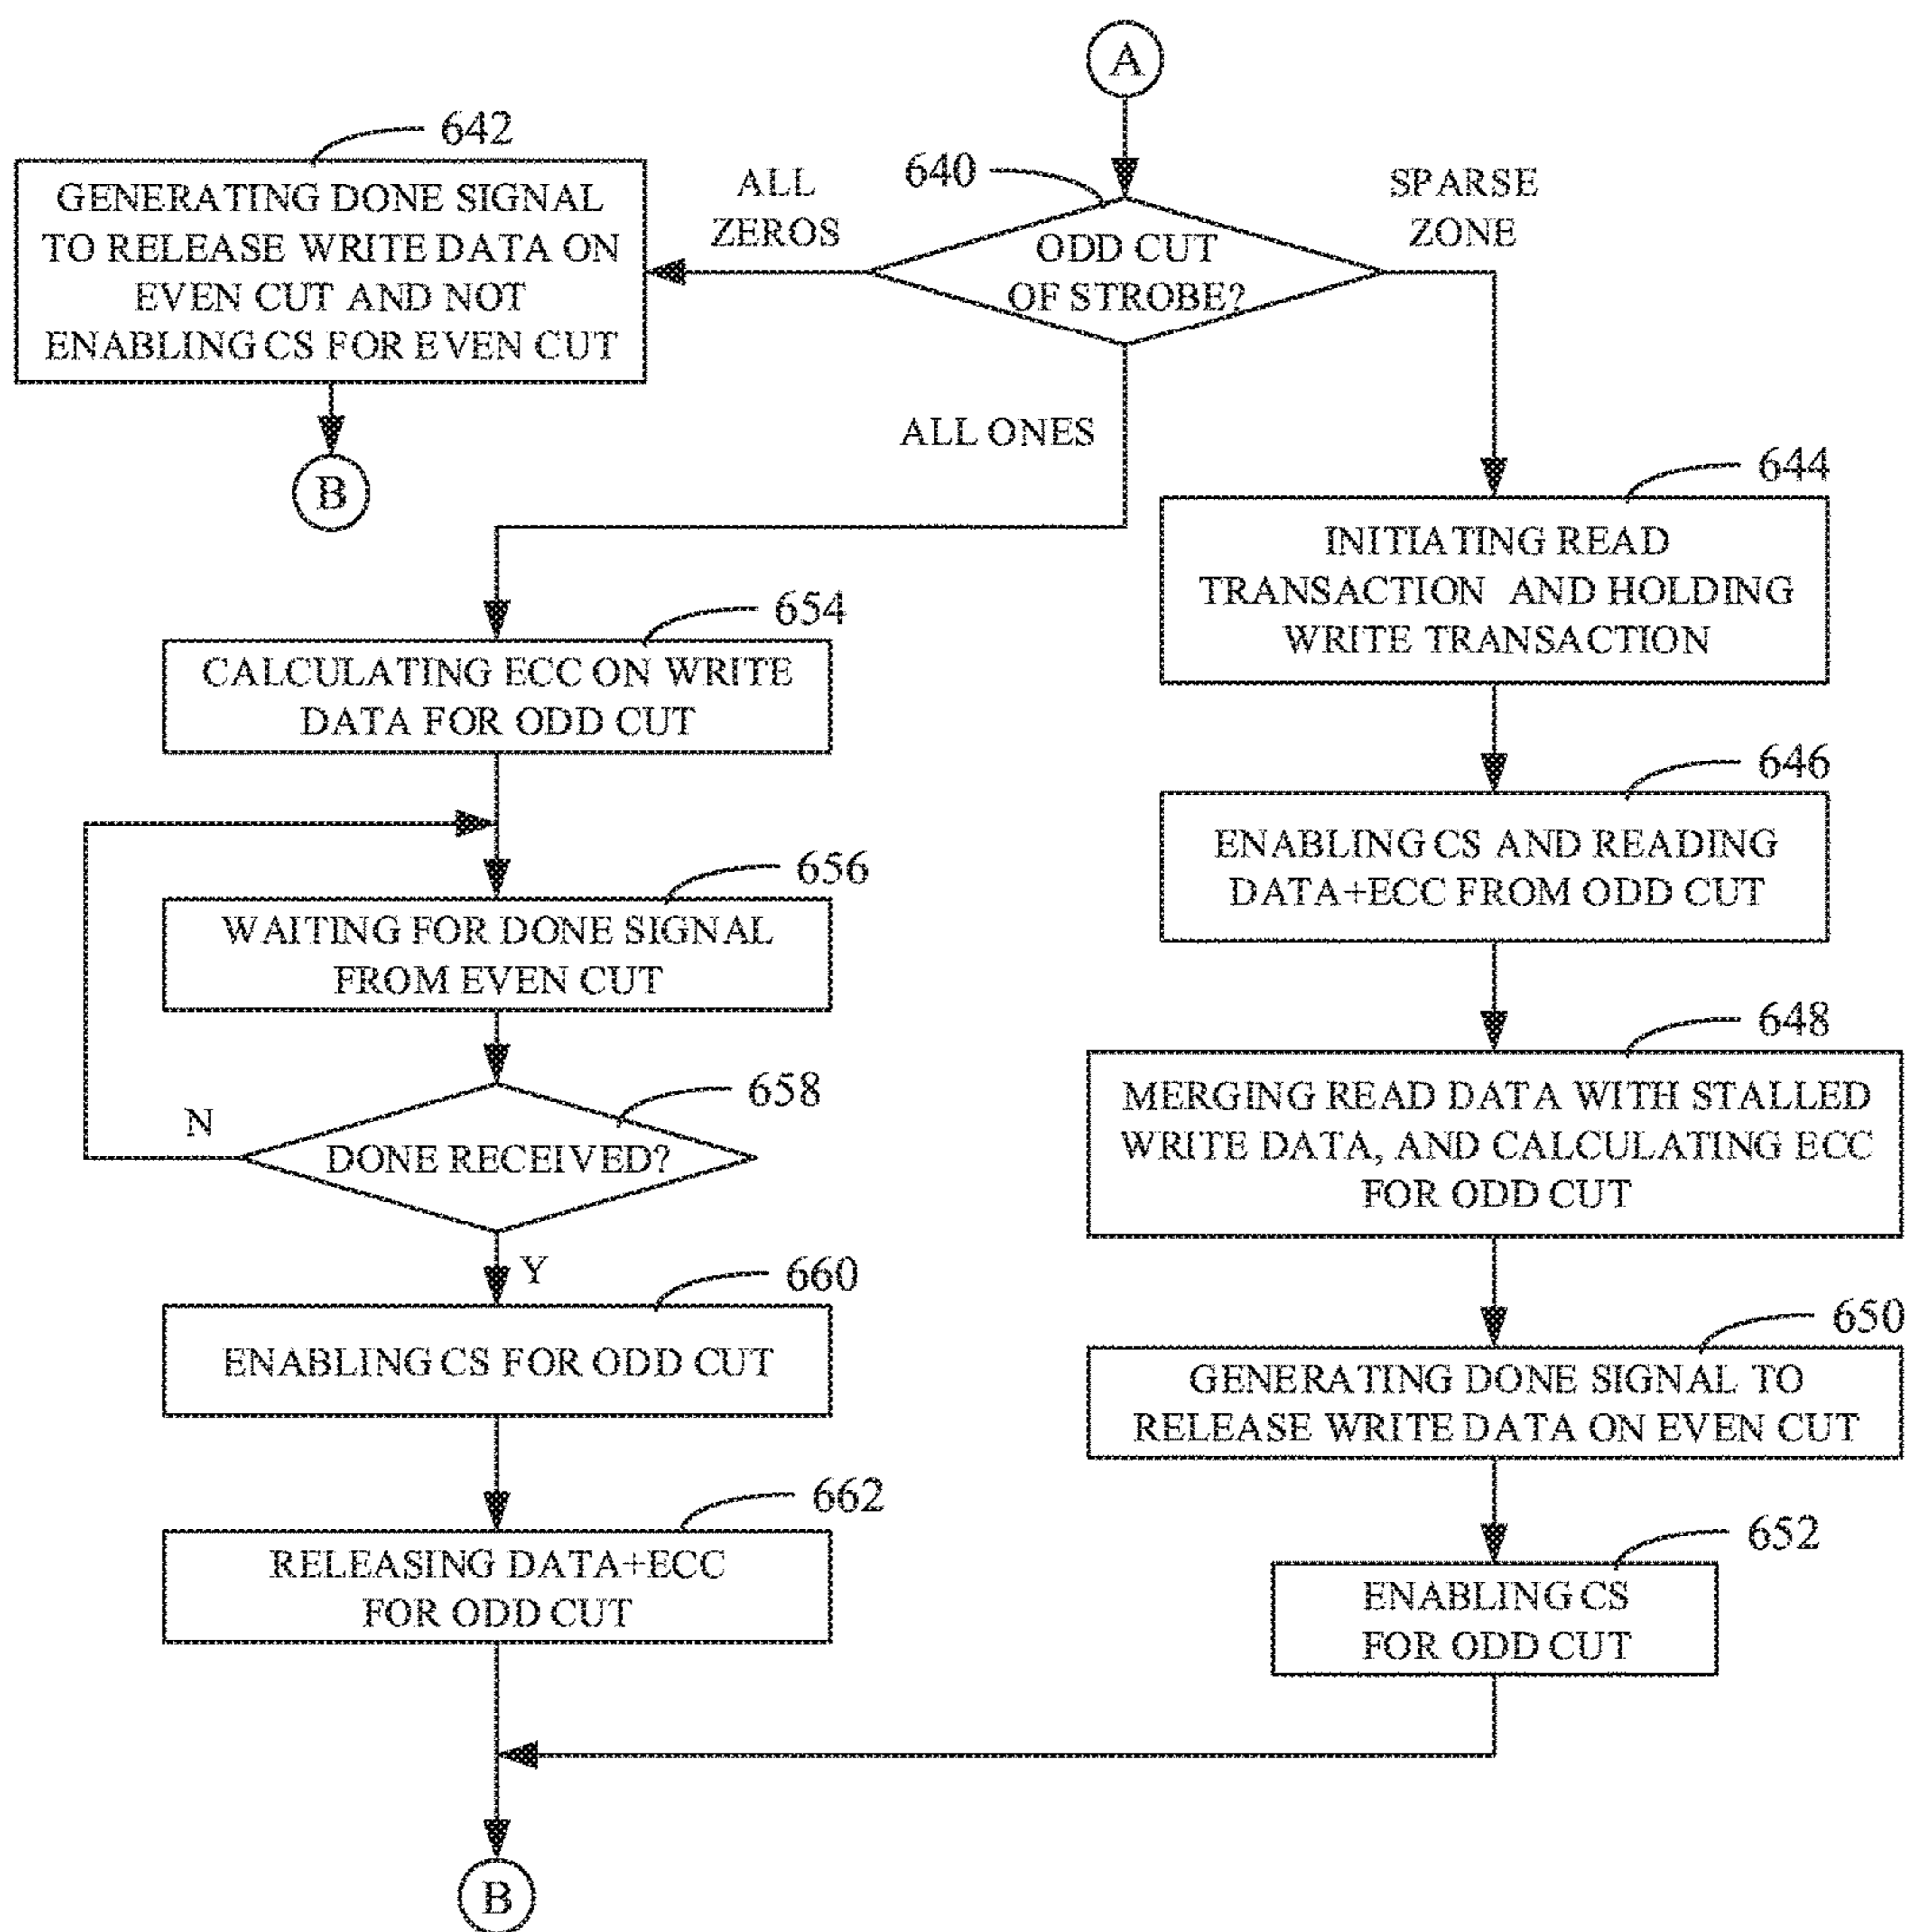 A
642
640
ALL
ZEROS
SPARSE
ZONE
GENERATING DONE SIGNAL
TO RELEASE WRITE DATA ON
EVEN CUT AND NOT
ENABLING CS FOR EVEN CUT
ODD CUT
OF STROBE?
B
ALL ONES
644
INITIATING READ
TRANSACTION AND HOLDING
WRITE TRANSACTION
654
CALCULATING ECC ON WRITE
DATA FOR ODD CUT
646
ENABLING CS AND READING
DATA+ECC FROM ODD CUT
656
WAITING FOR DONE SIGNAL
FROM EVEN CUT
648
MERGING READ DATA WITH STALLED
WRITE DATA, AND CALCULATING ECC
FOR ODD CUT
658
N
DONE RECEIVED?
Y
660
ENABLING CS FOR ODD CUT
650
GENERATING DONE SIGNAL TO
RELEASE WRITE DATA ON EVEN CUT
662
RELEASING DATA+ECC
FOR ODD CUT
652
ENABLING CS
FOR ODD CUT
B